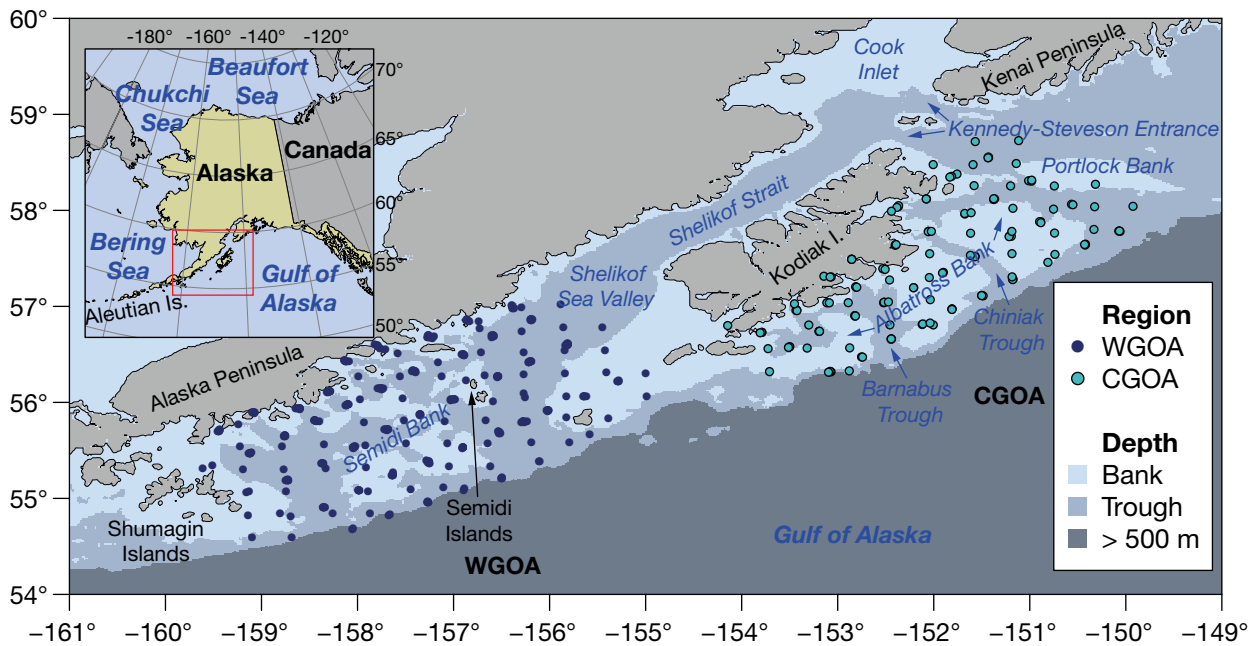 60°
59°
58°
57°
56°
55°
54°
−161°
−160°
−159°
−158°
−157°
−156°
−155°
−154°
−153°
−152°
−151°
−150°
−149°
-180°
-160°
-140°
-120°
70°
65°
60°
55°
50°
Beaufort
Sea
Chukchi
Sea
Canada
Alaska
Bering
Sea
Gulf of
Alaska
Aleutian Is.
Cook
Inlet
Kenai Peninsula
Kennedy-Steveson Entrance
Portlock Bank
Shelikof Strait
Kodiak I.
Shelikof
Sea Valley
Albatross Bank
Chiniak
Trough
Barnabus
Trough
CGOA
Alaska Peninsula
Semidi Bank
Semidi
Islands
Shumagin
Islands
WGOA
Gulf of Alaska
Region
WGOA
CGOA
Depth
Bank
Trough
> 500 m